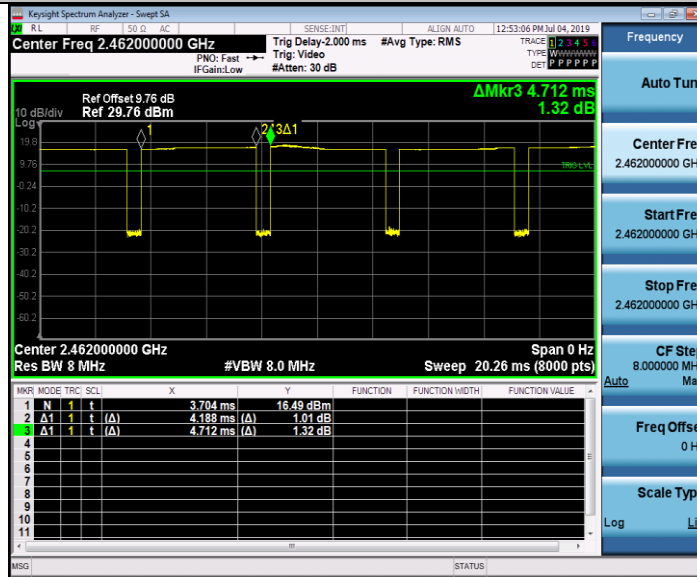 Keysight Spectrum Analyzer - Swept SA
RL RF 50 Ω AC SENSE:INT ALIGN AUTO 12:53:06 PM Jul 04, 2019
Center Freq 2.462000000 GHz
PNO: Fast
IFGain:Low
Trig Delay-2.000 ms
Trig: Video
#Atten: 30 dB
#Avg Type: RMS
TRACE 1 2 3 4 5 6
TYPE WWWWWW
DET P P P P P P
ΔMkr3 4.712 ms
1.32 dB
Ref Offset 9.76 dB
10 dB/div Ref 29.76 dBm
Log
1 2 3Δ1
19.8
9.76
TRIG LVL
-0.24
-10.2
-20.2
-30.2
-40.2
-50.2
-60.2
Center 2.462000000 GHz Span 0 Hz
Res BW 8 MHz #VBW 8.0 MHz Sweep 20.26 ms (8000 pts)
MKR MODE TRC SCL X Y FUNCTION FUNCTION WIDTH FUNCTION VALUE
1 N 1 t 3.704 ms 16.49 dBm
2 Δ1 1 t (Δ) 4.188 ms (Δ) 1.01 dB
3 Δ1 1 t (Δ) 4.712 ms (Δ) 1.32 dB
4
5
6
7
8
9
10
11
MSG STATUS
Frequency
Auto Tun
Center Fre
2.462000000 GH
Start Fre
2.462000000 GH
Stop Fre
2.462000000 GH
CF Ste
8.000000 MH
Auto Ma
Freq Offse
0 H
Scale Typ
Log Li